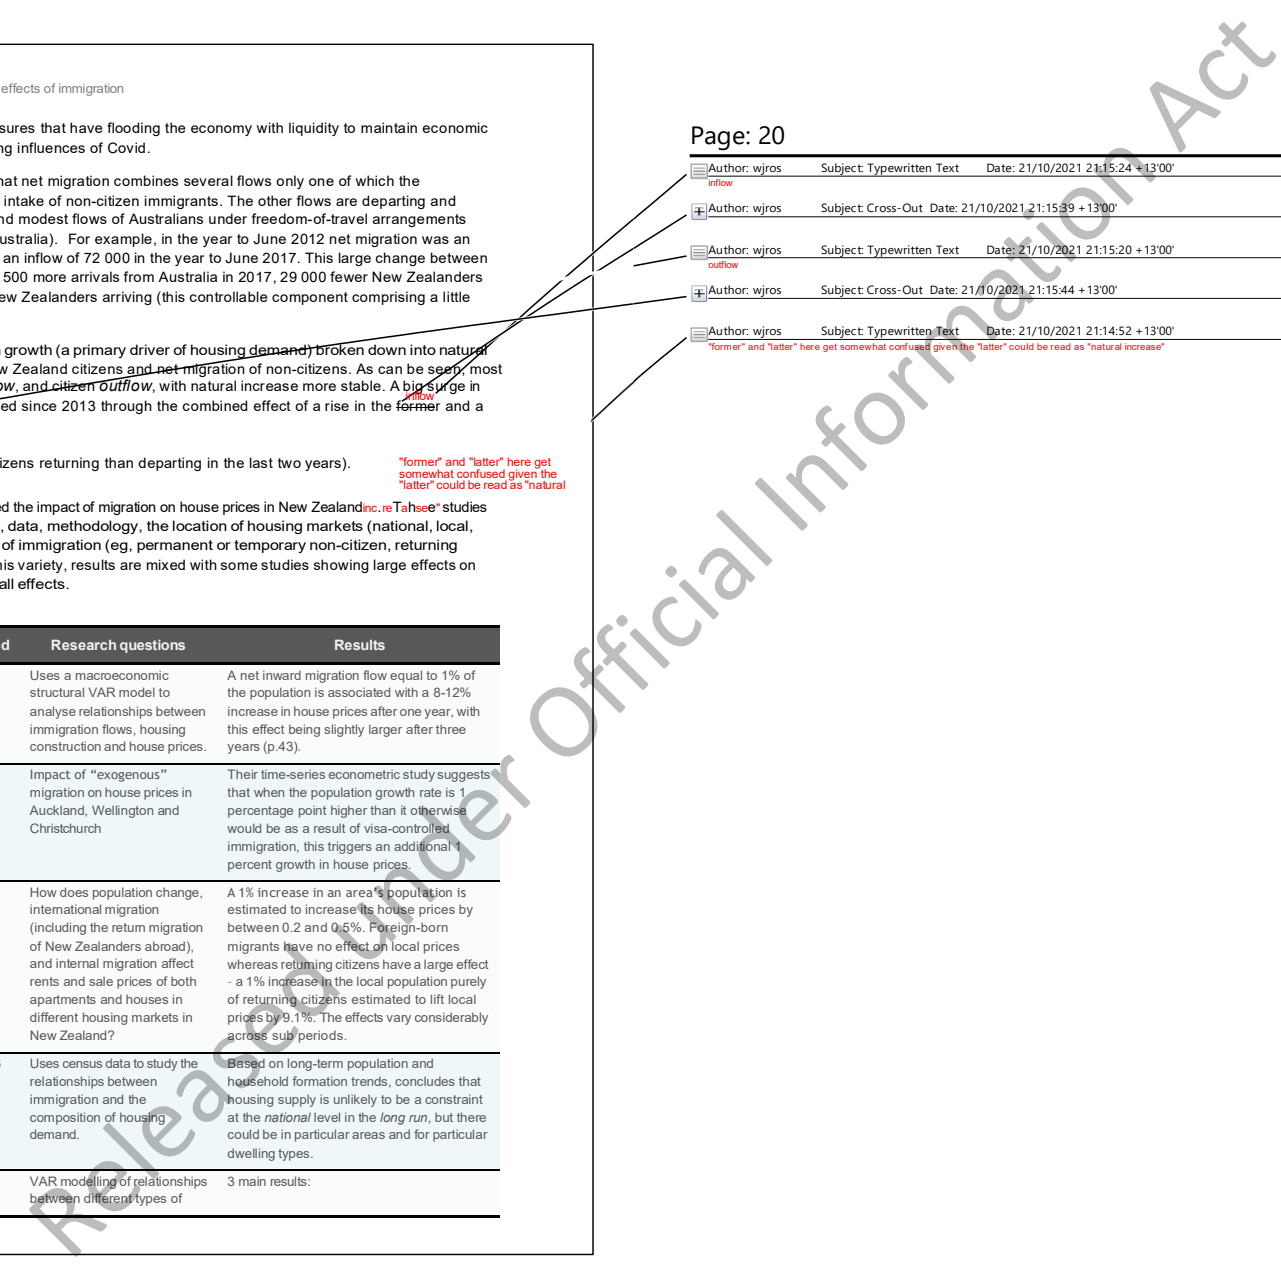 effects of immigration
sures that have flooding the economy with liquidity to maintain economic
ng influences of Covid.
hat net migration combines several flows only one of which the
intake of non-citizen immigrants. The other flows are departing and
nd modest flows of Australians under freedom-of-travel arrangements
ustralia). For example, in the year to June 2012 net migration was an
an inflow of 72 000 in the year to June 2017. This large change between
500 more arrivals from Australia in 2017, 29 000 fewer New Zealanders
ew Zealanders arriving (this controllable component comprising a little
growth (a primary driver of housing demand) broken down into natural
w Zealand citizens and net migration of non-citizens. As can be seen, most
ow, and citizen outflow, with natural increase more stable. A big surge in
inflow
ed since 2013 through the combined effect of a rise in the former and a
izens returning than departing in the last two years).
"former" and "latter" here get
somewhat confused given the
"latter" could be read as "natural
increase"
ed the impact of migration on house prices in New Zealand. These studies
, data, methodology, the location of housing markets (national, local,
of immigration (eg, permanent or temporary non-citizen, returning
his variety, results are mixed with some studies showing large effects on
all effects.
d Research questions Results
Uses a macroeconomic
structural VAR model to
analyse relationships between
immigration flows, housing
construction and house prices.
A net inward migration flow equal to 1% of
the population is associated with a 8-12%
increase in house prices after one year, with
this effect being slightly larger after three
years (p.43).
Impact of “exogenous”
migration on house prices in
Auckland, Wellington and
Christchurch
Their time-series econometric study suggests
that when the population growth rate is 1
percentage point higher than it otherwise
would be as a result of visa-controlled
immigration, this triggers an additional 1
percent growth in house prices.
How does population change,
international migration
(including the return migration
of New Zealanders abroad),
and internal migration affect
rents and sale prices of both
apartments and houses in
different housing markets in
New Zealand?
A 1% increase in an area’s population is
estimated to increase its house prices by
between 0.2 and 0.5%. Foreign-born
migrants have no effect on local prices
whereas returning citizens have a large effect
- a 1% increase in the local population purely
of returning citizens estimated to lift local
prices by 9.1%. The effects vary considerably
across sub periods.
Uses census data to study the
relationships between
immigration and the
composition of housing
demand.
Based on long-term population and
household formation trends, concludes that
housing supply is unlikely to be a constraint
at the national level in the long run, but there
could be in particular areas and for particular
dwelling types.
VAR modelling of relationships
between different types of
3 main results:
Page: 20
Author: wjros Subject: Typewritten Text Date: 21/10/2021 21:15:24 +13'00'
inflow
Author: wjros Subject: Cross-Out Date: 21/10/2021 21:15:39 +13'00'
Author: wjros Subject: Typewritten Text Date: 21/10/2021 21:15:20 +13'00'
outflow
Author: wjros Subject: Cross-Out Date: 21/10/2021 21:15:44 +13'00'
Author: wjros Subject: Typewritten Text Date: 21/10/2021 21:14:52 +13'00'
"former" and "latter" here get somewhat confused given the "latter" could be read as "natural increase"
Released under Official Information Act